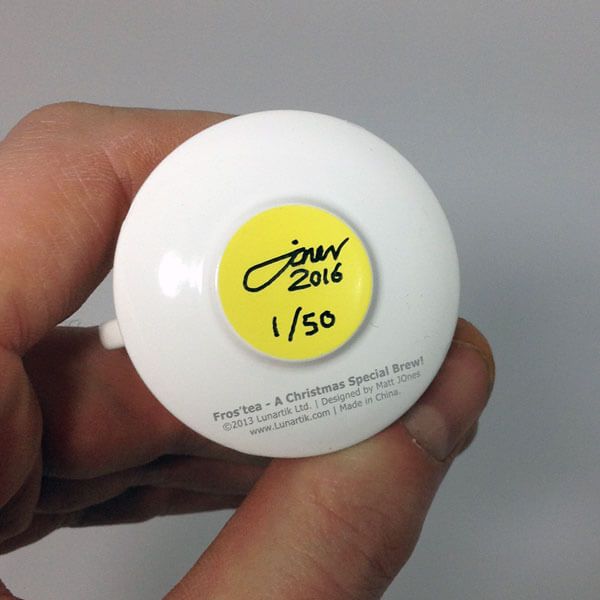 jones
2016
1/50
Fros'tea - A Christmas Special Brew!
©2013 Lunartik Ltd. | Designed by Matt JOnes
www.Lunartik.com | Made in China.